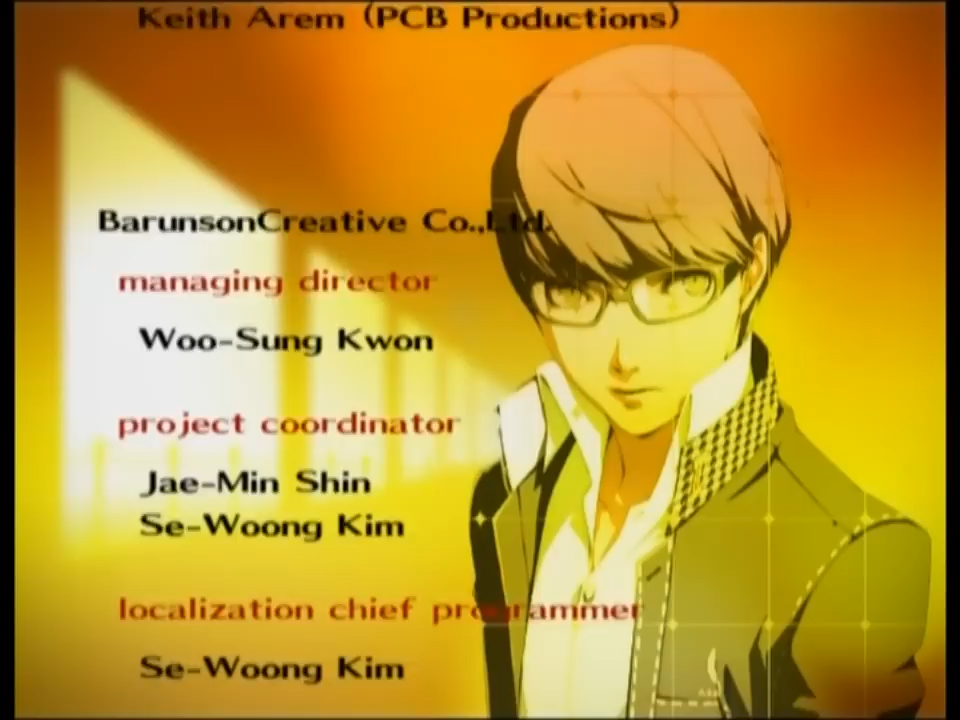 Keith Arem (PCB Productions)
BarunsonCreative Co.,Ltd.
managing director
Woo-Sung Kwon
project coordinator
Jae-Min Shin
Se-Woong Kim
localization chief programmer
Se-Woong Kim